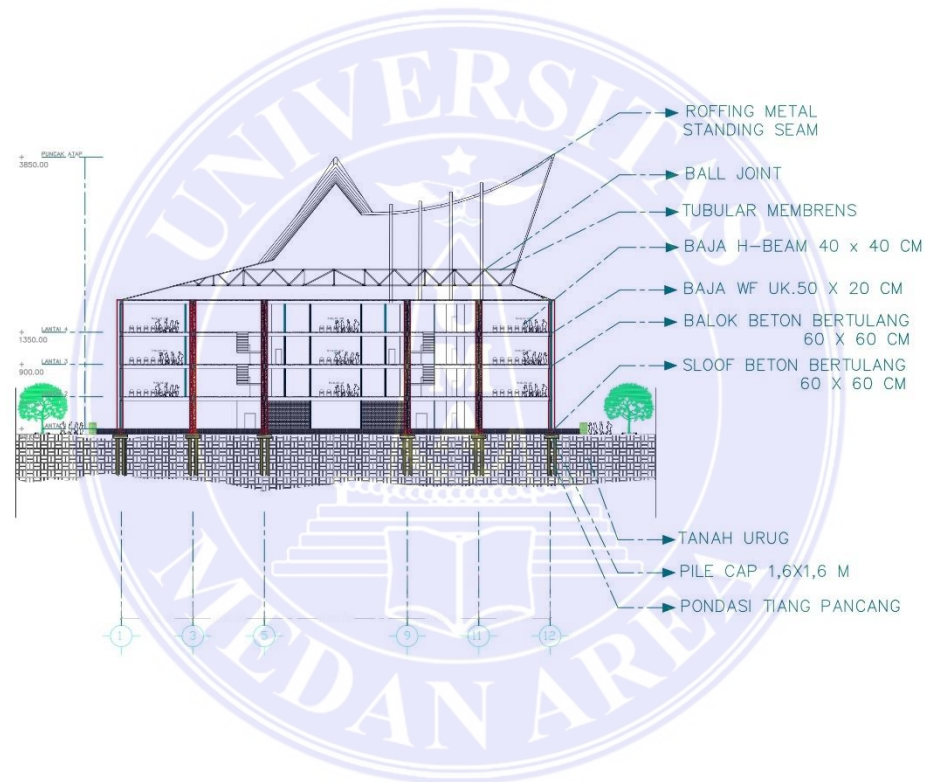 UNIVERSITAS
ROFFING METAL
STANDING SEAM
PUNCAK ATAP
3850.00
BALL JOINT
TUBULAR MEMBRENS
BAJA H-BEAM 40 x 40 CM
BAJA WF UK.50 X 20 CM
BALOK BETON BERTULANG
60 X 60 CM
LANTAI 4
1350.00
LANTAI 3
900.00
SLOOF BETON BERTULANG
60 X 60 CM
TANAH URUG
PILE CAP 1,6X1,6 M
PONDASI TIANG PANCANG
1 3 5 9 11 12
MEDAN AREA